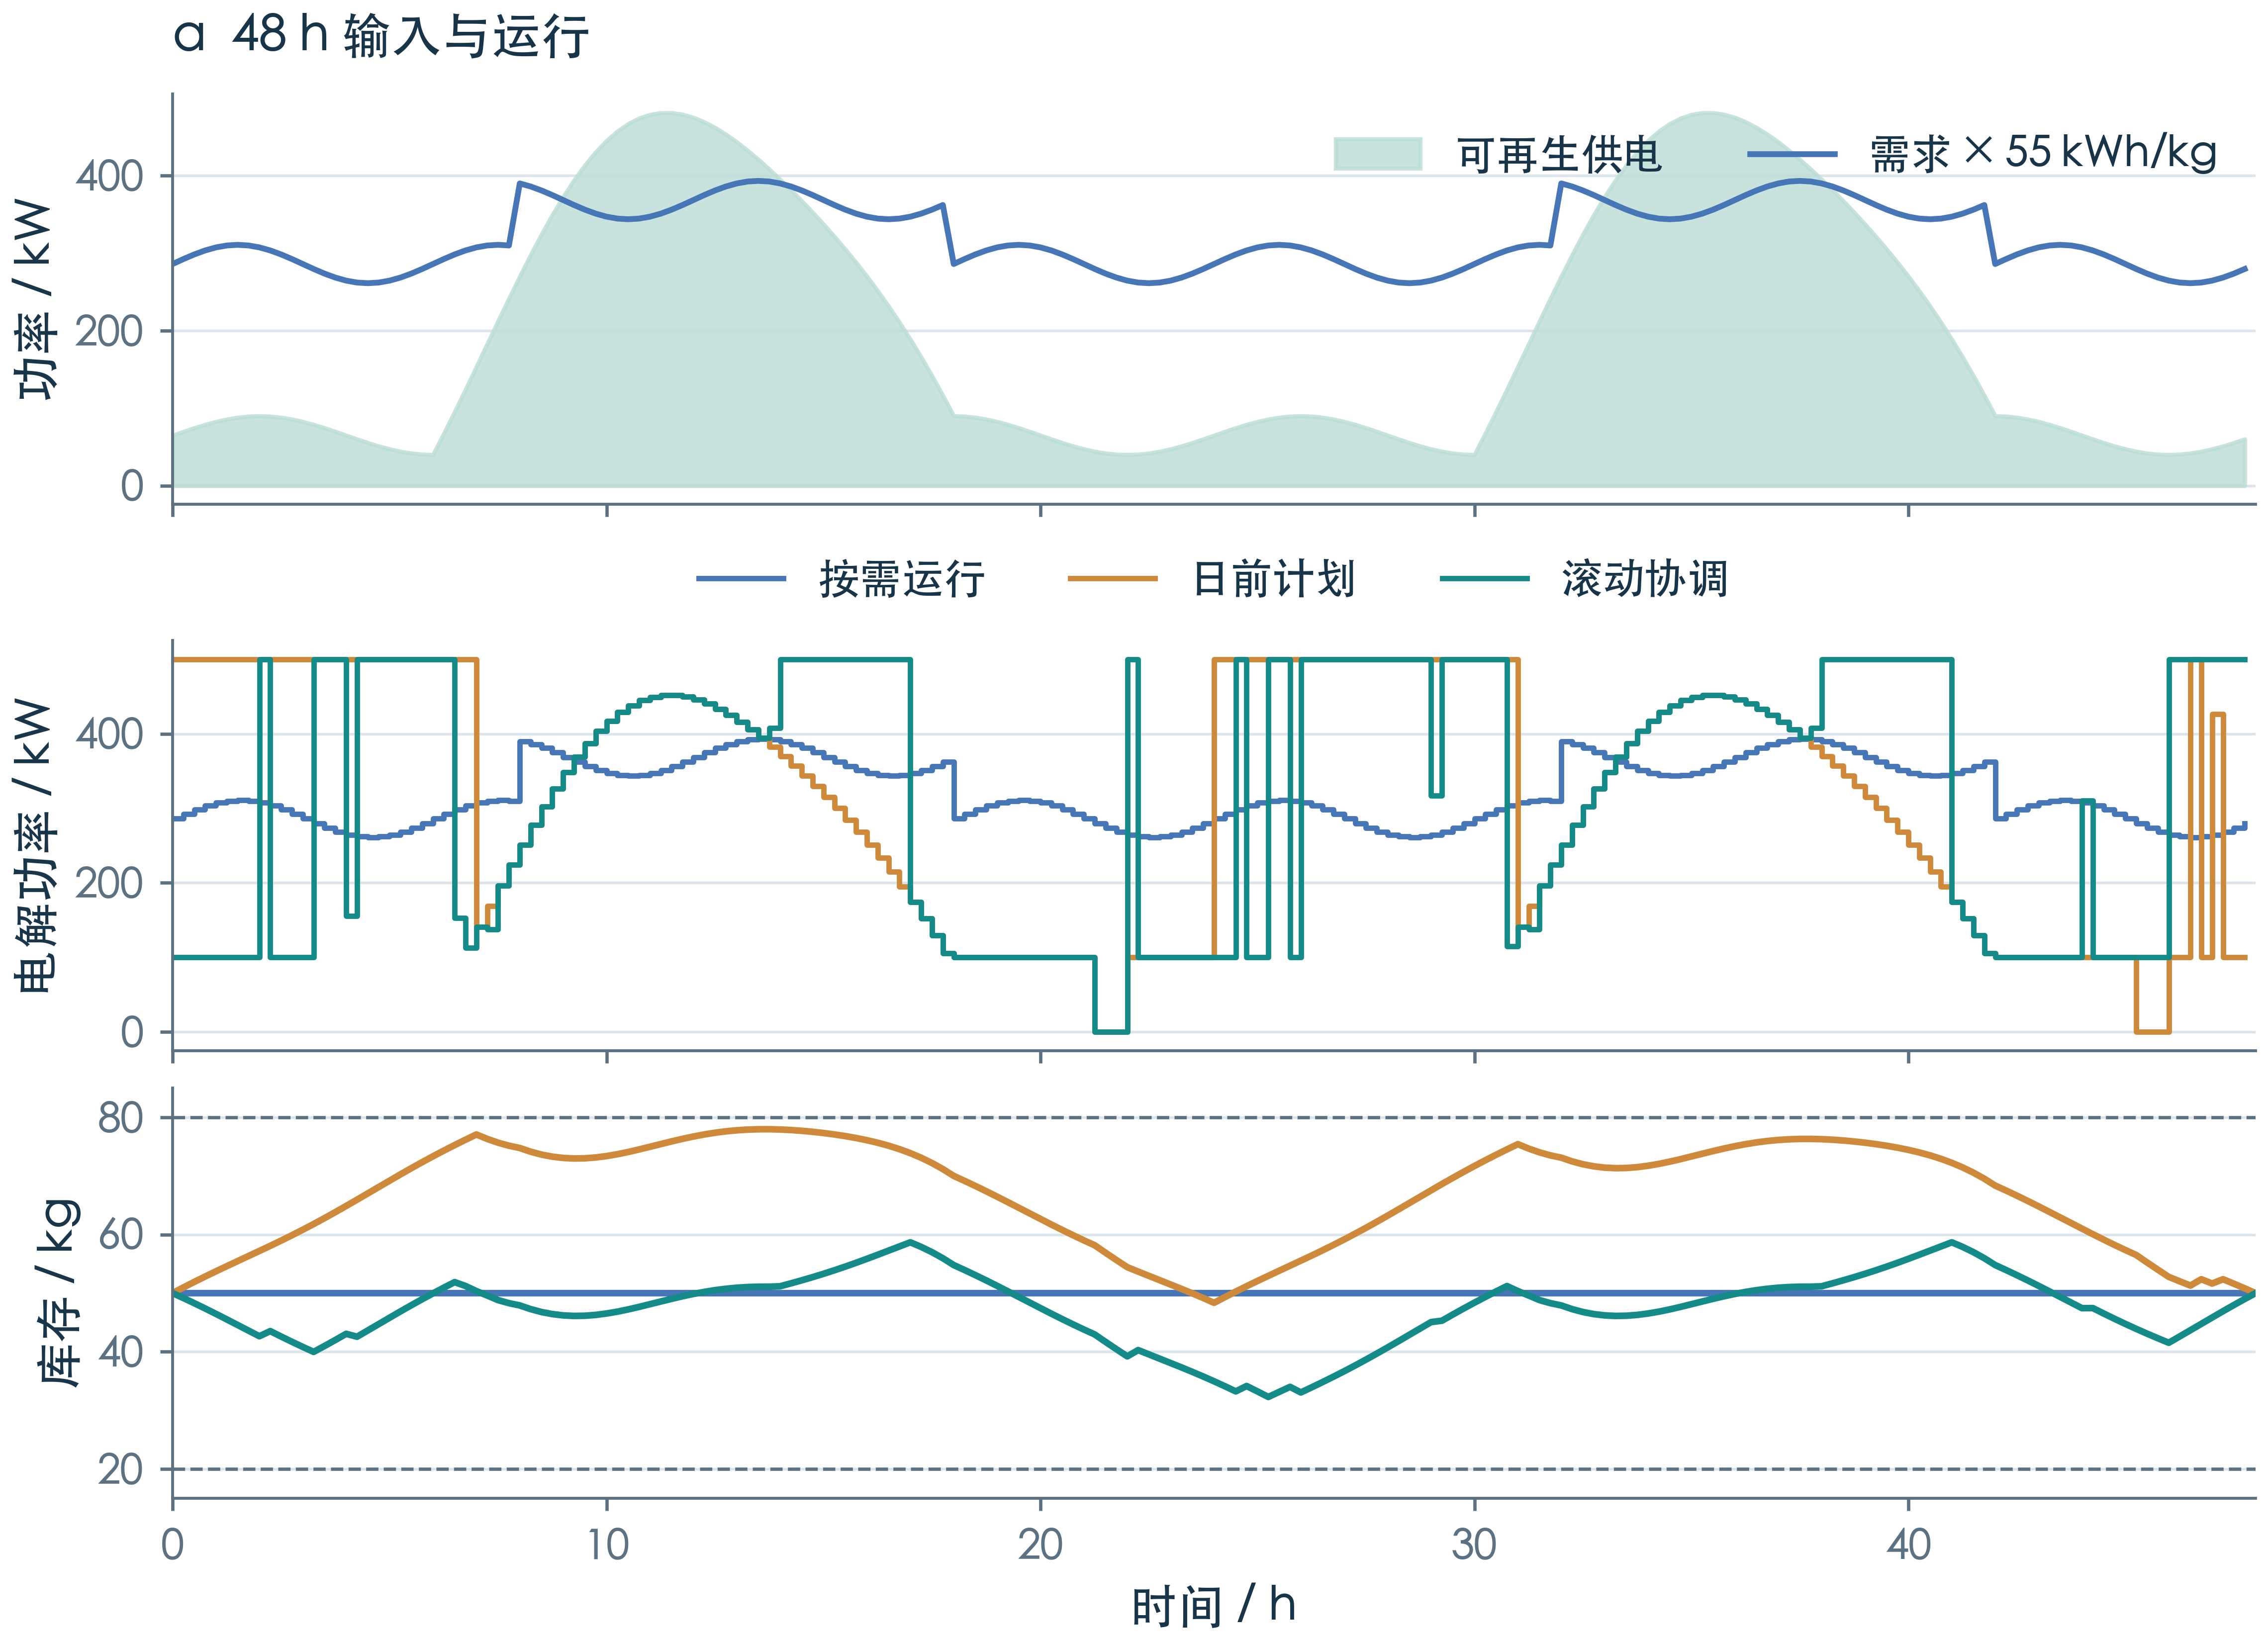 a 48 h 输入与运行
可再生供电
需求 × 55 kWh/kg
功率 / kW
400
200
0
按需运行
日前计划
滚动协调
电解功率 / kW
400
200
0
库存 / kg
80
60
40
20
0
10
20
30
40
时间 / h